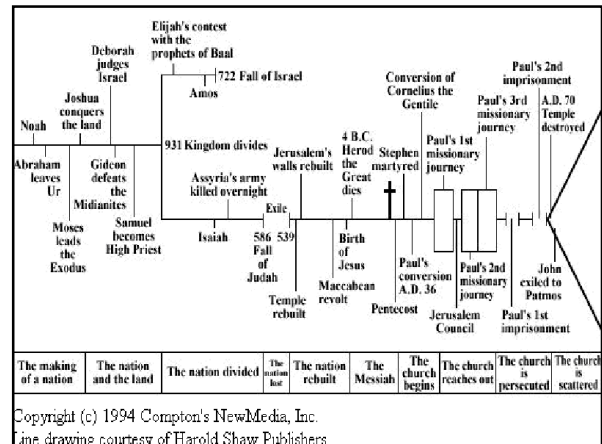 Elijah's contest
with the
prophets of Baal
Deborah
judges
Israel
722 Fall of Israel
Amos
Joshua
conquers
the land
Noah
931 Kingdom divides
Abraham
leaves
Ur
Gideon
defeats
the
Midianites
Moses
leads
the
Exodus
Samuel
becomes
High Priest
Assyria's army
killed overnight
Isaiah
Exile
586 539
Fall
of
Judah
Jerusalem's
walls rebuilt
Temple
rebuilt
Maccabean
revolt
4 B.C.
Herod
the
Great
dies
Birth
of
Jesus
Stephen
martyred
Pentecost
Paul's
conversion
A.D. 36
Conversion of
Cornelius the
Gentile
Paul's 1st
missionary
journey
Jerusalem
Council
Paul's 2nd
missionary
journey
Paul's 3rd
missionary
journey
Paul's 1st
imprisonment
Paul's 2nd
imprisonment
A.D. 70
Temple
destroyed
John
exiled to
Patmos
The making
of a nation
The nation
and the land
The nation divided
The
nation
lost
The nation
rebuilt
The
Messiah
The
church
begins
The church
reaches out
The church
is
persecuted
The church
is
scattered
Copyright (c) 1994 Compton's NewMedia, Inc.
Line drawing courtesy of Harold Shaw Publishers